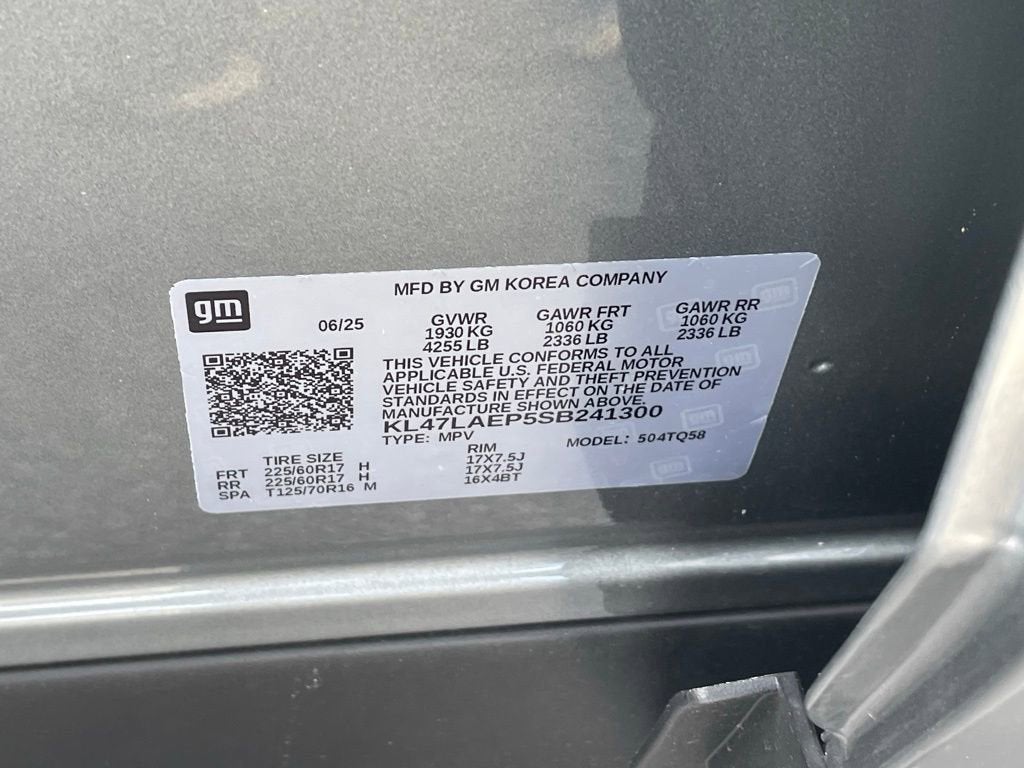 gm
MFD BY GM KOREA COMPANY
06/25
GVWR
1930 KG
4255 LB
GAWR FRT
1060 KG
2336 LB
GAWR RR
1060 KG
2336 LB
THIS VEHICLE CONFORMS TO ALL
APPLICABLE U.S. FEDERAL MOTOR
VEHICLE SAFETY AND THEFT PREVENTION
STANDARDS IN EFFECT ON THE DATE OF
MANUFACTURE SHOWN ABOVE.
KL47LAEP5SB241300
TYPE: MPV
MODEL: 504TQ58
TIRE SIZE
RIM
FRT 225/60R17 H 17X7.5J
RR 225/60R17 H 17X7.5J
SPA T125/70R16 M 16X4BT